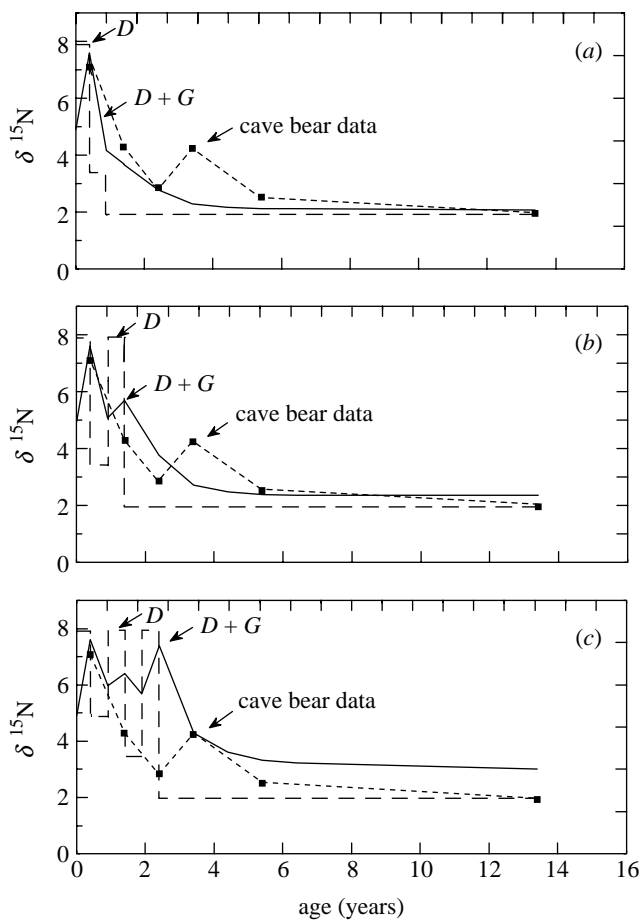 D
(a)
8
D + G
6
cave bear data
δ 15N
4
2
0
D
(b)
8
6
D + G
cave bear data
δ 15N
4
2
0
D
D + G
(c)
8
6
cave bear data
δ 15N
4
2
0
0 2 4 6 8 10 12 14 16
age (years)